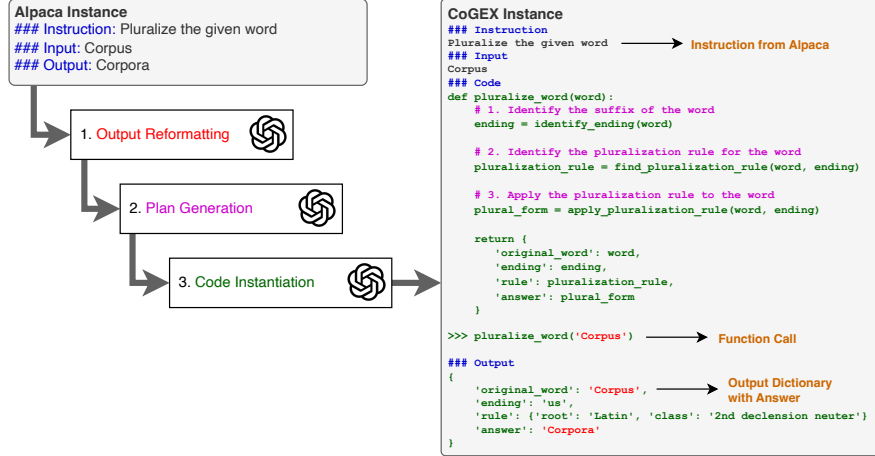 Alpaca Instance
### Instruction: Pluralize the given word
### Input: Corpus
### Output: Corpora
1. Output Reformatting
2. Plan Generation
3. Code Instantiation
CoGEX Instance
### Instruction
Pluralize the given word
Instruction from Alpaca
### Input
Corpus
### Code
def pluralize_word(word):
# 1. Identify the suffix of the word
ending = identify_ending(word)
# 2. Identify the pluralization rule for the word
pluralization_rule = find_pluralization_rule(word, ending)
# 3. Apply the pluralization rule to the word
plural_form = apply_pluralization_rule(word, ending)
return {
'original_word': word,
'ending': ending,
'rule': pluralization_rule,
'answer': plural_form
}
>>> pluralize_word('Corpus')
Function Call
### Output
{
'original_word': 'Corpus',
'ending': 'us',
'rule': {'root': 'Latin', 'class': '2nd declension neuter'}
'answer': 'Corpora'
}
Output Dictionary
with Answer